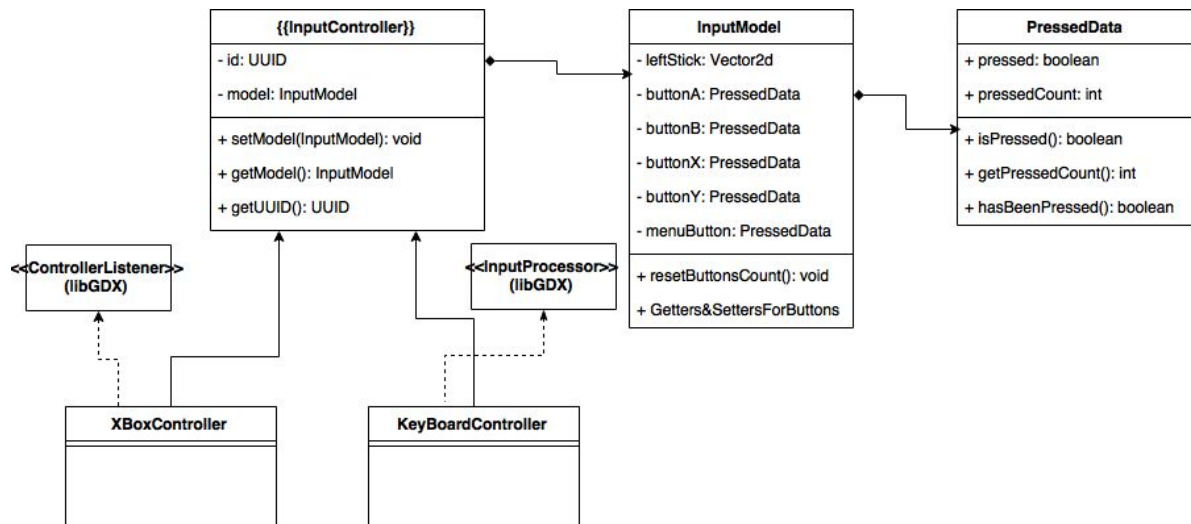 {{InputController}}
- id: UUID
- model: InputModel
+ setModel(InputModel): void
+ getModel(): InputModel
+ getUUID(): UUID
InputModel
- leftStick: Vector2d
- buttonA: PressedData
- buttonB: PressedData
- buttonX: PressedData
- buttonY: PressedData
- menuButton: PressedData
+ resetButtonsCount(): void
+ Getters&SettersForButtons
PressedData
+ pressed: boolean
+ pressedCount: int
+ isPressed(): boolean
+ getPressedCount(): int
+ hasBeenPressed(): boolean
<<ControllerListener>>
(libGDX)
<<InputProcessor>>
(libGDX)
XBoxController
KeyBoardController